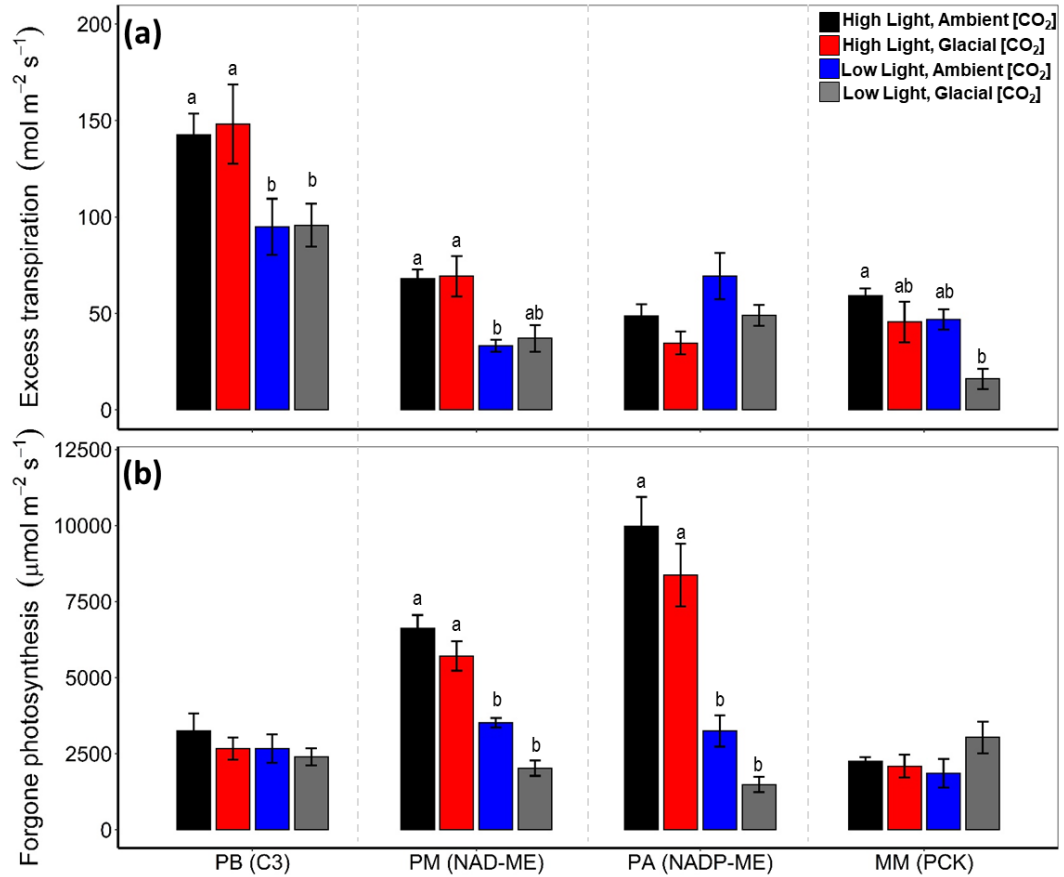 (a)
High Light, Ambient [CO₂]
High Light, Glacial [CO₂]
Low Light, Ambient [CO₂]
Low Light, Glacial [CO₂]
Excess transpiration (mol m⁻² s⁻¹)
200
150
100
50
0
a a b b
a a b ab
a ab ab b
(b)
Forgone photosynthesis (μmol m⁻² s⁻¹)
12500
10000
7500
5000
2500
0
a a b b
a a b b
PB (C3) PM (NAD-ME) PA (NADP-ME) MM (PCK)